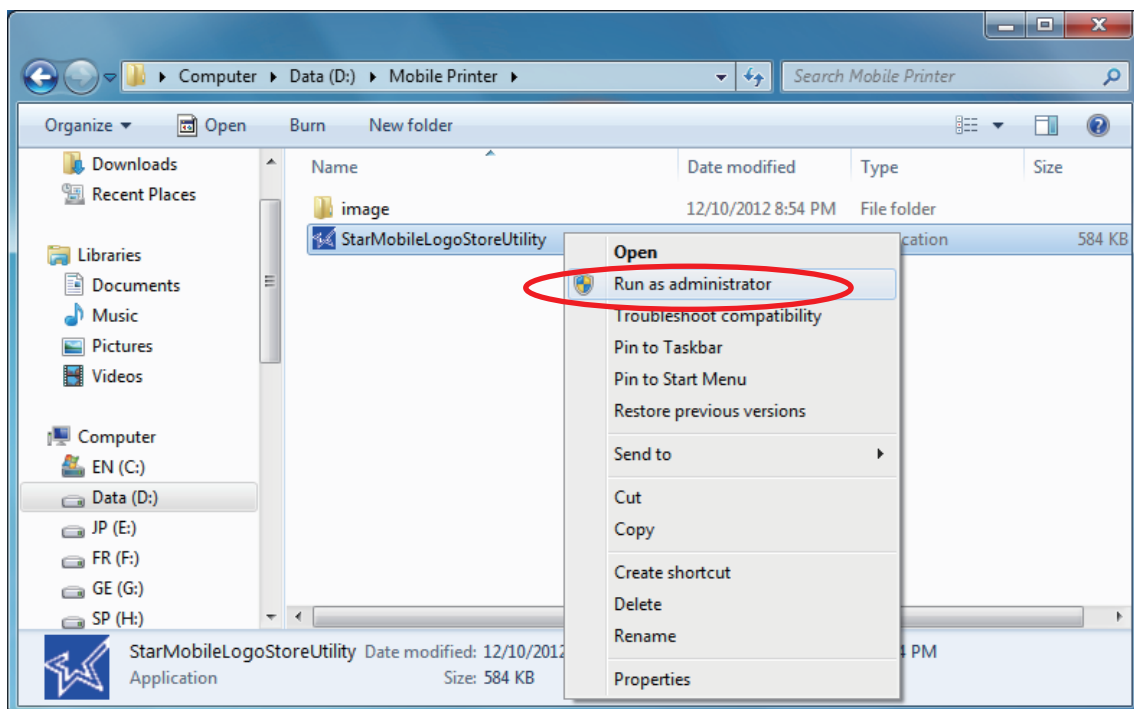 Computer Data (D:) Mobile Printer Search Mobile Printer
Organize Open Burn New folder
Downloads
Recent Places
Libraries
Documents
Music
Pictures
Videos
Computer
EN (C:)
Data (D:)
JP (E:)
FR (F:)
GE (G:)
SP (H:)
Name Date modified Type Size
image 12/10/2012 8:54 PM File folder
StarMobileLogoStoreUtility cation 584 KB
Open
Run as administrator
Troubleshoot compatibility
Pin to Taskbar
Pin to Start Menu
Restore previous versions
Send to
Cut
Copy
Create shortcut
Delete
Rename
Properties
StarMobileLogoStoreUtility Date modified: 12/10/2012 4 PM
Application Size: 584 KB